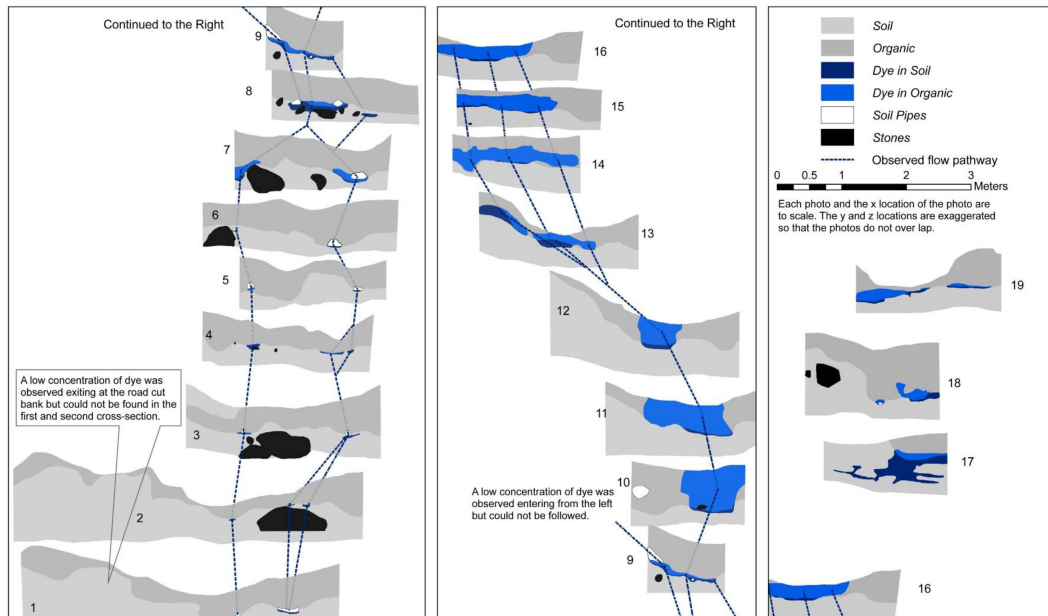 Continued to the Right
9
8
7
6
5
4
A low concentration of dye was
observed exiting at the road cut
bank but could not be found in the
first and second cross-section.
3
2
1
Continued to the Right
16
15
14
13
12
11
10
A low concentration of dye was
observed entering from the left
but could not be followed.
9
Soil
Organic
Dye in Soil
Dye in Organic
Soil Pipes
Stones
Observed flow pathway
0 0.5 1 2 3
Meters
Each photo and the x location of the photo are
to scale. The y and z locations are exaggerated
so that the photos do not over lap.
19
18
17
16